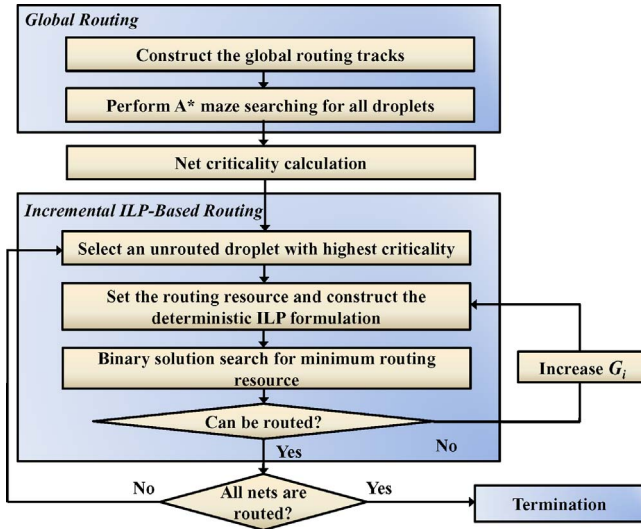 Global Routing
Construct the global routing tracks
Perform A* maze searching for all droplets
Net criticality calculation
Incremental ILP-Based Routing
Select an unrouted droplet with highest criticality
Set the routing resource and construct the
deterministic ILP formulation
Binary solution search for minimum routing
resource
Increase G_i
Can be routed?
No
Yes
No
All nets are
routed?
Yes
Termination